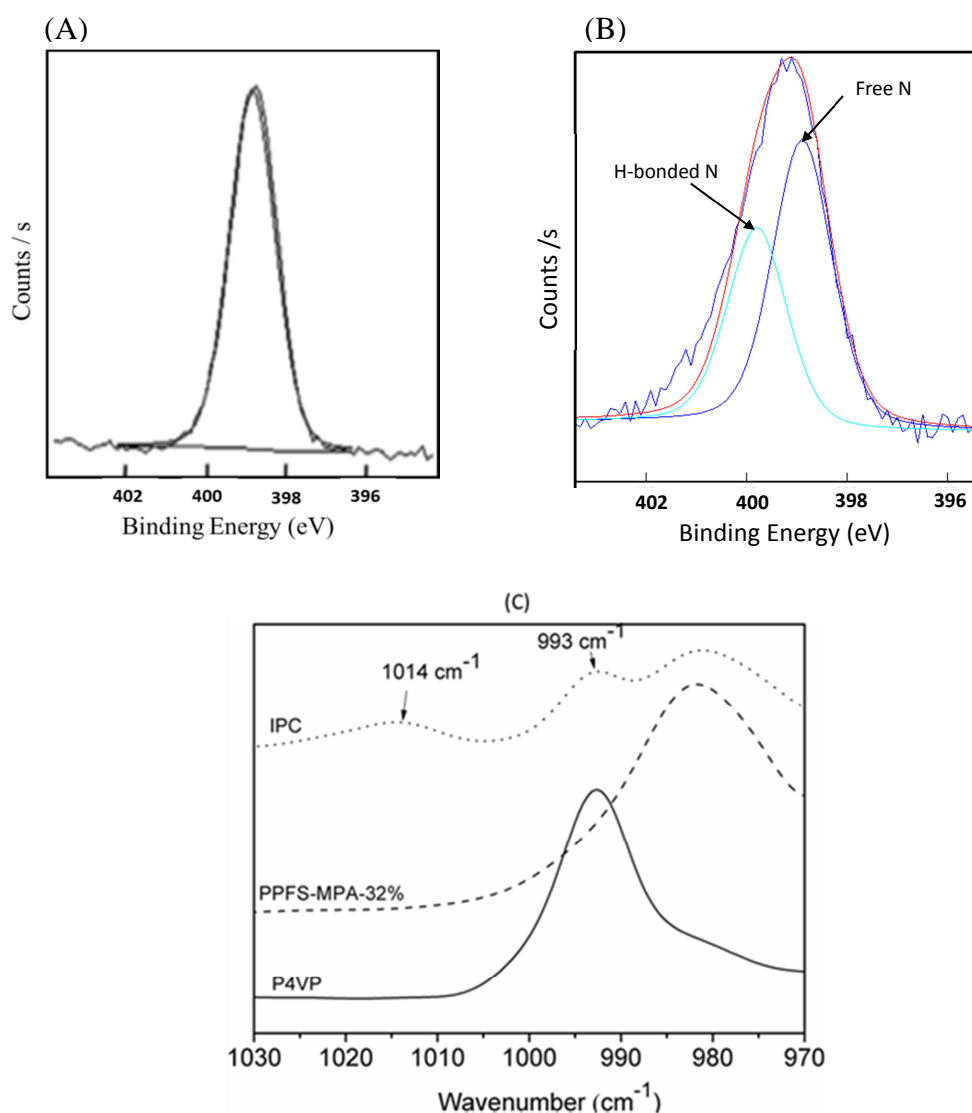 (A)
(B)
Counts / s
402 400 398 396
Binding Energy (eV)
Counts /s
Free N
H-bonded N
402 400 398 396
Binding Energy (eV)
(C)
1014 cm⁻¹
993 cm⁻¹
IPC
PPFS-MPA-32%
P4VP
1030 1020 1010 1000 990 980 970
Wavenumber (cm⁻¹)